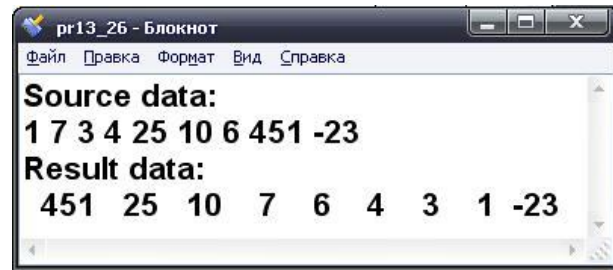 pr13_26 - Блокнот
Файл Правка Формат Вид Справка
Source data:
1 7 3 4 25 10 6 451 -23
Result data:
451 25 10 7 6 4 3 1 -23